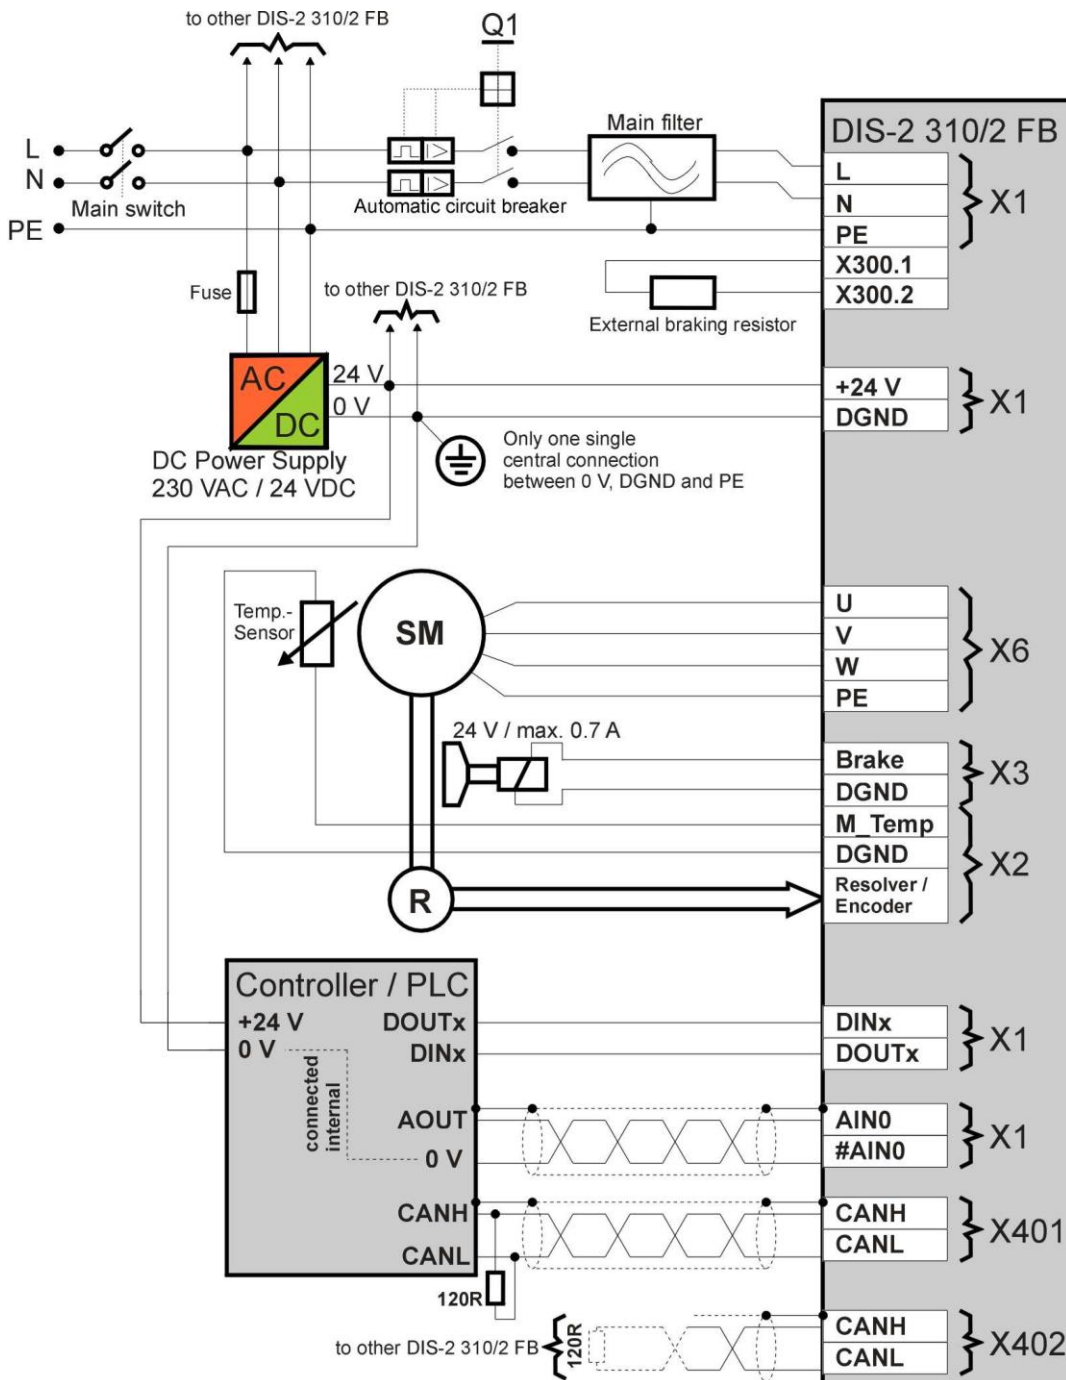 to other DIS-2 310/2 FB
Q1
Main filter
DIS-2 310/2 FB
L
N
PE
Main switch
Automatic circuit breaker
L
N
PE
X1
X300.1
X300.2
External braking resistor
Fuse
to other DIS-2 310/2 FB
AC
DC
24 V
0 V
+24 V
DGND
X1
DC Power Supply
230 VAC / 24 VDC
Only one single
central connection
between 0 V, DGND and PE
Temp.-
Sensor
SM
U
V
W
PE
X6
24 V / max. 0.7 A
Brake
DGND
X3
M_Temp
DGND
Resolver /
Encoder
X2
R
Controller / PLC
+24 V
0 V
connected
internal
DOUTx
DINx
AOUT
0 V
CANH
CANL
120R
DINx
DOUTx
X1
AIN0
#AIN0
X1
CANH
CANL
X401
to other DIS-2 310/2 FB
120R
CANH
CANL
X402